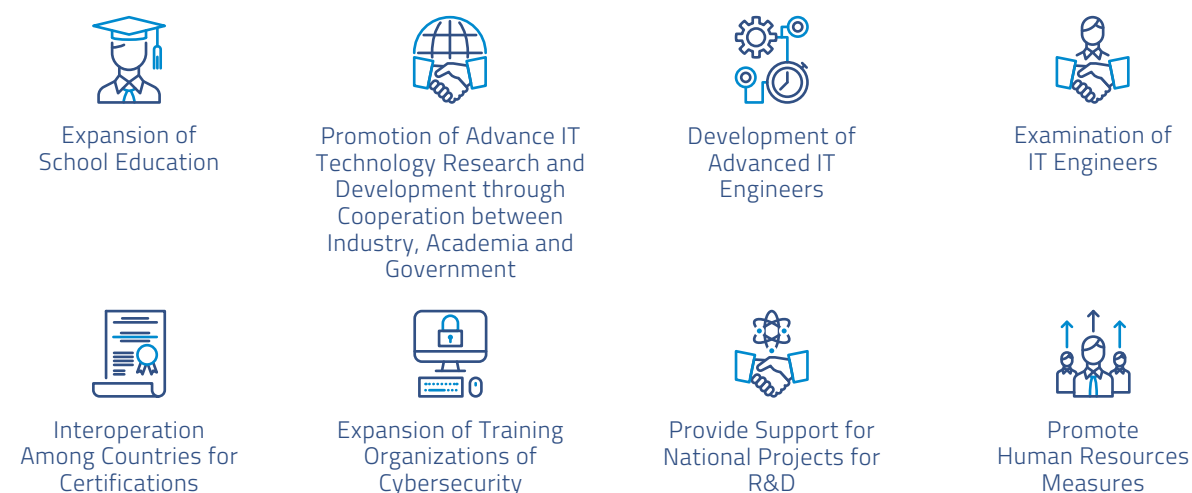 Expansion of
School Education
Promotion of Advance IT
Technology Research and
Development through
Cooperation between
Industry, Academia and
Government
Development of
Advanced IT
Engineers
Examination of
IT Engineers
Interoperation
Among Countries for
Certifications
Expansion of Training
Organizations of
Cybersecurity
Provide Support for
National Projects for
R&D
Promote
Human Resources
Measures